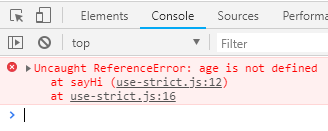 Elements Console Sources Performa
top Filter
Uncaught ReferenceError: age is not defined
at sayHi (use-strict.js:12)
at use-strict.js:16